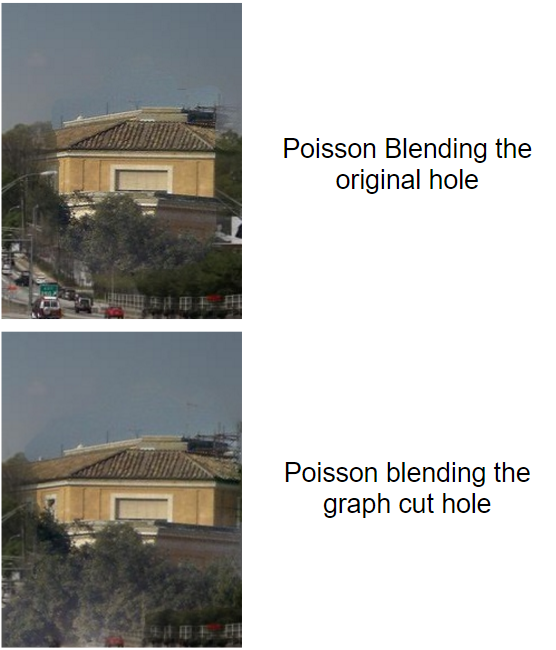 Poisson Blending the
original hole
Poisson blending the
graph cut hole